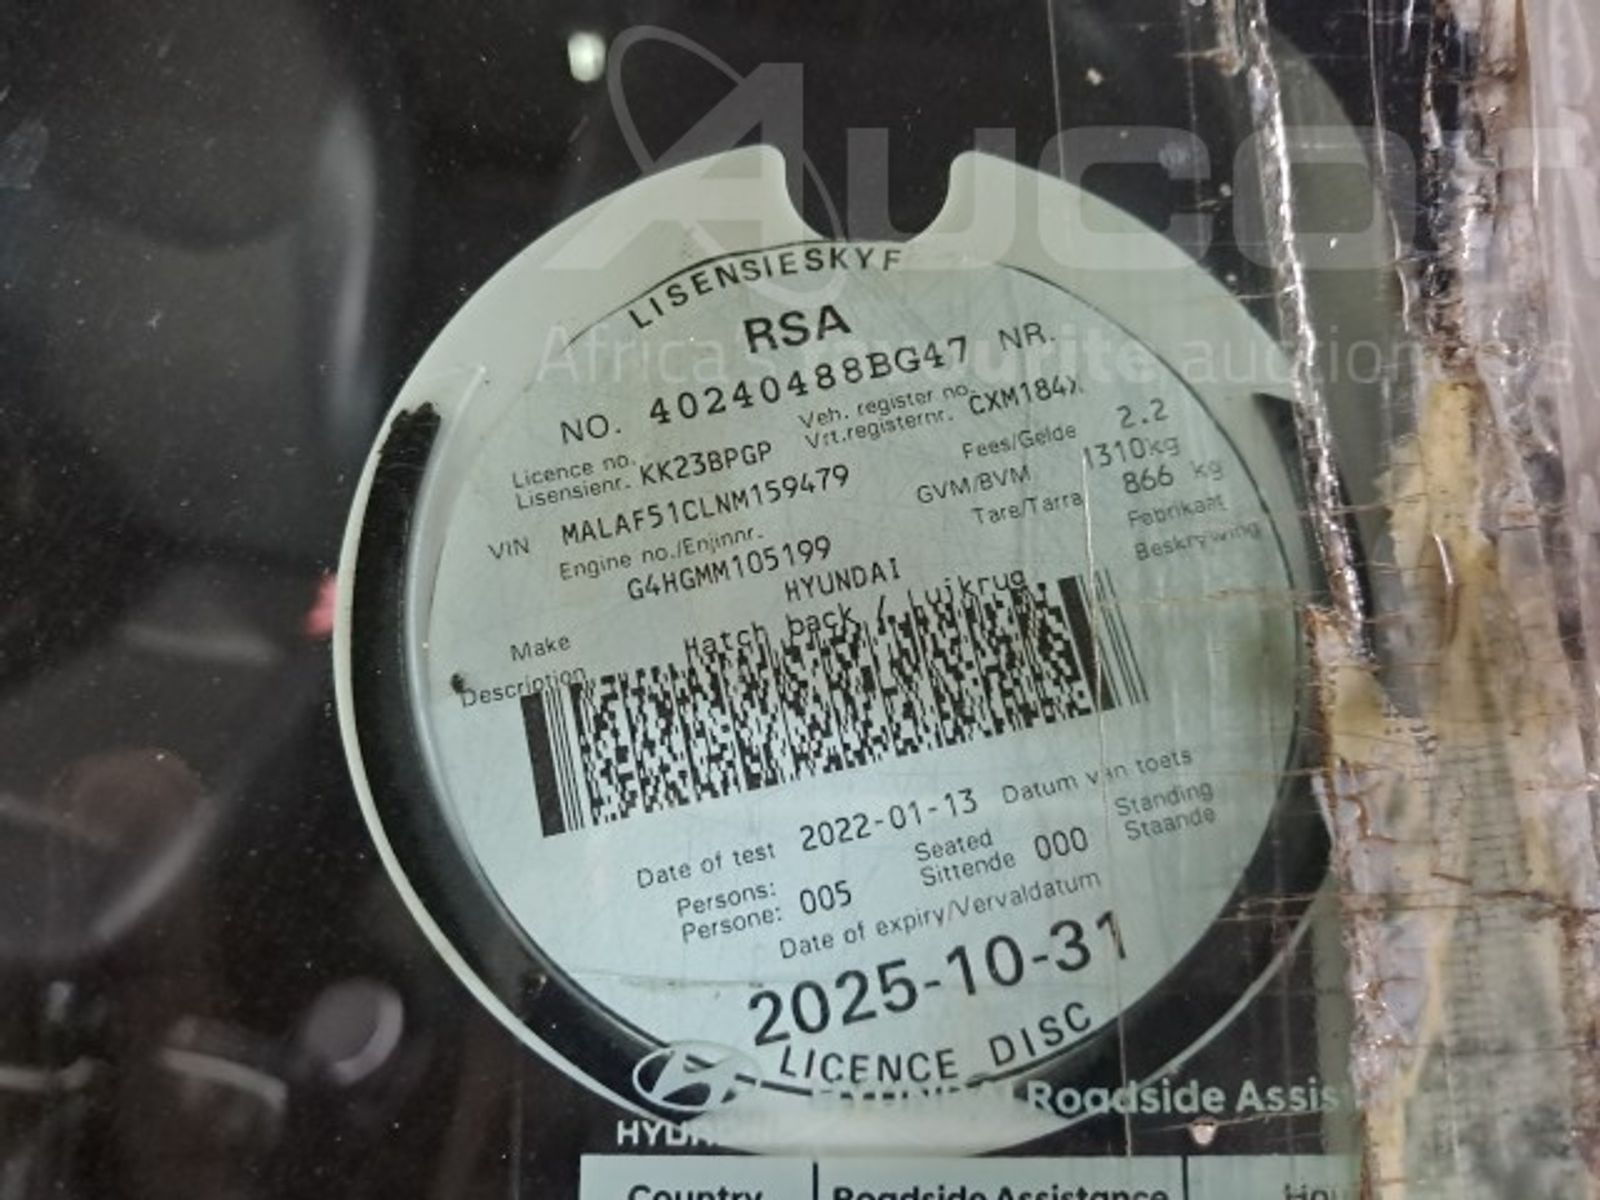 Aucor
LISENSIESKYF
RSA
NO. 40240488BG47 NR.
Licence no. Lisensienr. KK23BPGP Veh. register no. Vrt.registernr. CXM184X
VIN MALAF51CLNM159479 Fees/Gelde 2.2
Engine no./Enjinnr. GVM/BVM 1310kg
G4HGMM105199 Tare/Tarra 866 kg
Make HYUNDAI Fabrikaat
Description Hatch back / Luikrug Beskrywing
Date of test 2022-01-13 Datum van toets
Persons: Persone: 005 Seated Sittende 000 Standing Staande
Date of expiry/Vervaldatum
2025-10-31
LICENCE DISC
Roadside Assis
Country Roadside Assistance